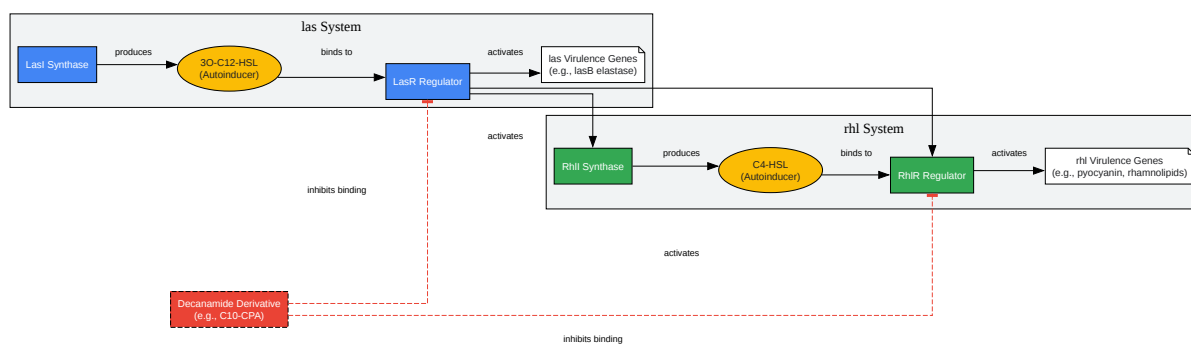 las System
LasI Synthase
produces
3O-C12-HSL
(Autoinducer)
binds to
LasR Regulator
activates
las Virulence Genes
(e.g., lasB elastase)
activates
rhl System
RhlI Synthase
produces
C4-HSL
(Autoinducer)
binds to
RhlR Regulator
activates
rhl Virulence Genes
(e.g., pyocyanin, rhamnolipids)
inhibits binding
activates
Decanamide Derivative
(e.g., C10-CPA)
inhibits binding